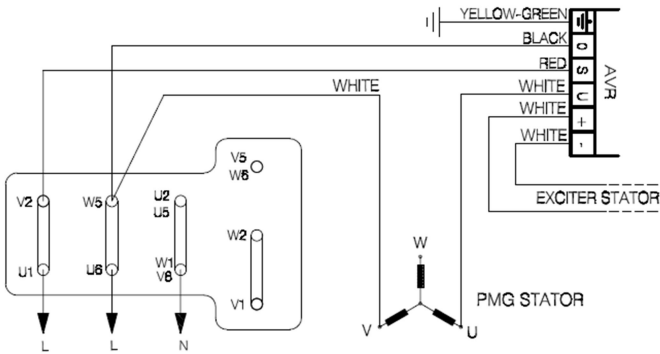 YELLOW-GREEN
BLACK
0
RED
S
AVR
WHITE
WHITE
U
WHITE
+
WHITE
-
V5
W6
EXCITER STATOR
V2
W5
U2
U5
W2
W
U1
U6
W1
V6
V1
PMG STATOR
V
U
L
L
N